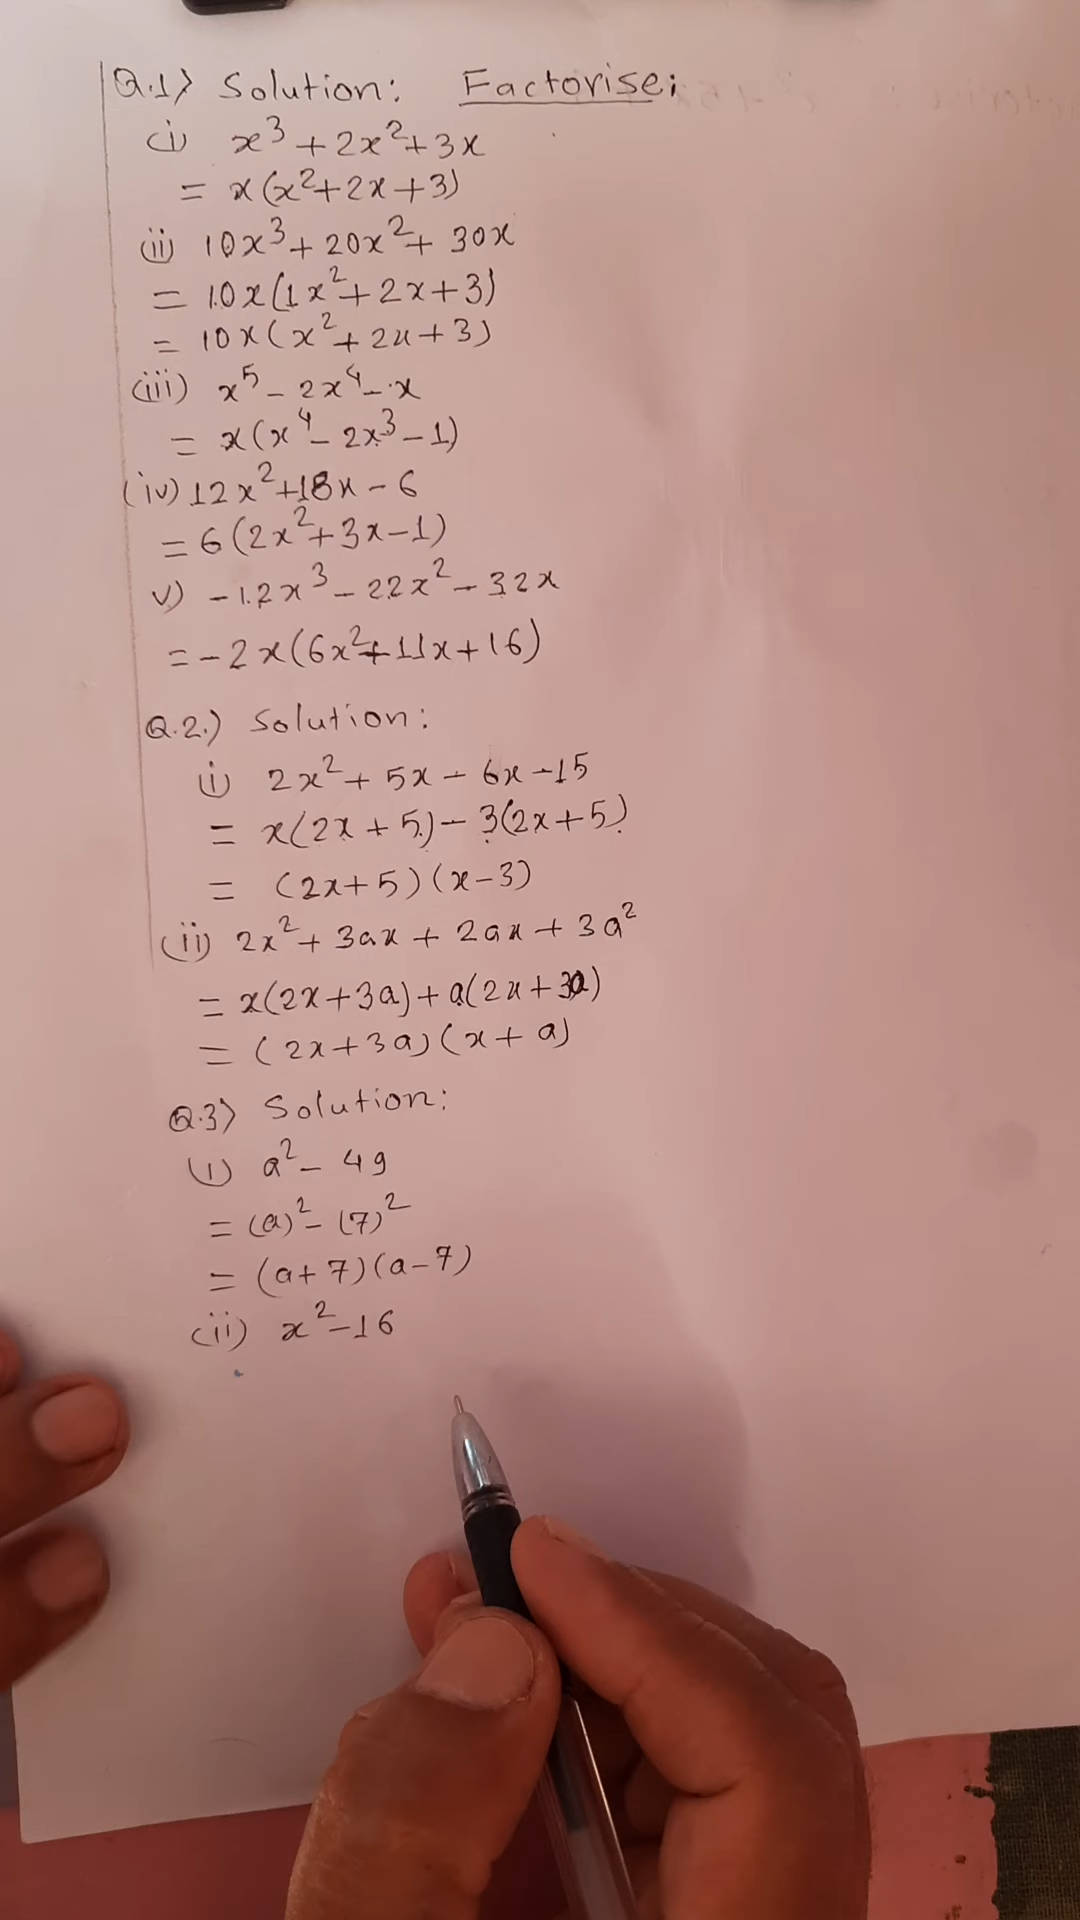 Q.1) Solution: Factorise:
(i) x³ + 2x² + 3x
= x(x² + 2x + 3)
(ii) 10x³ + 20x² + 30x
= 10x(1x² + 2x + 3)
= 10x(x² + 2x + 3)
(iii) x⁵ - 2x⁴ - x
= x(x⁴ - 2x³ - 1)
(iv) 12x² + 18x - 6
= 6(2x² + 3x - 1)
v) -12x³ - 22x² - 32x
= -2x(6x² + 11x + 16)
Q.2.) Solution:
(i) 2x² + 5x - 6x - 15
= x(2x + 5) - 3(2x + 5)
= (2x + 5)(x - 3)
(ii) 2x² + 3ax + 2ax + 3a²
= x(2x + 3a) + a(2x + 3a)
= (2x + 3a)(x + a)
Q.3) Solution:
(i) a² - 49
= (a)² - (7)²
= (a + 7)(a - 7)
(ii) x² - 16